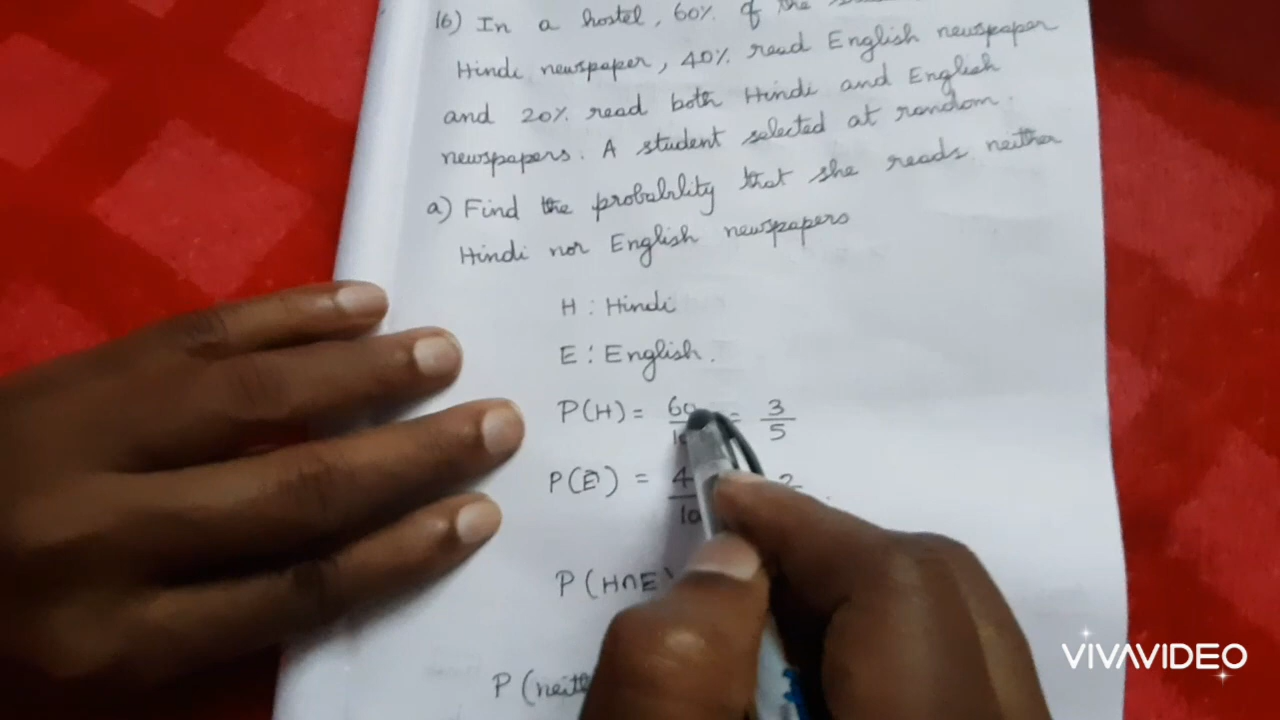 16) In a hostel, 60% of the
Hindi newspaper, 40% read English newspaper
and 20% read both Hindi and English
newspapers. A student selected at random.
a) Find the probability that she reads neither
Hindi nor English newspapers
H : Hindi
E : English.
P(H) = 60 = 3/5
P(E) =
P(H∩E)
VIVAVIDEO